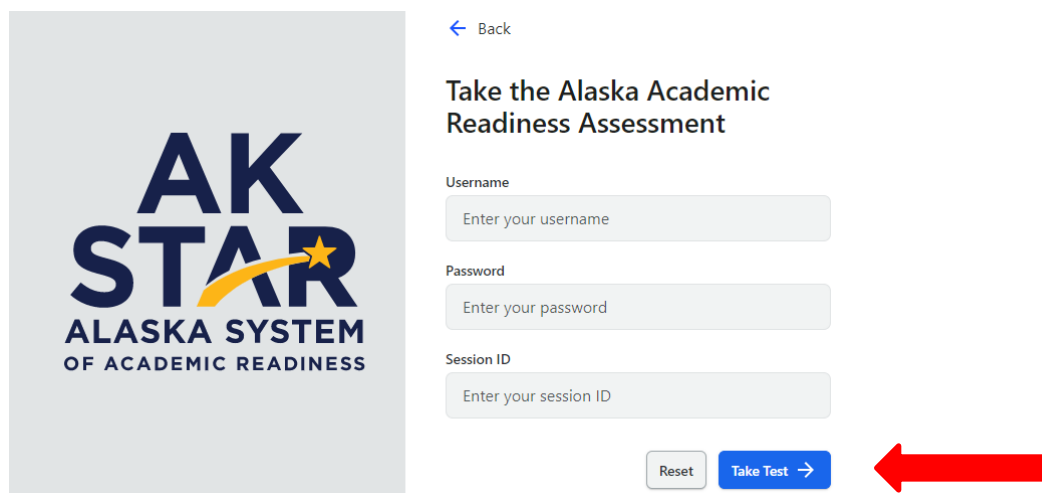 AK
STAR
ALASKA SYSTEM
OF ACADEMIC READINESS
Back
Take the Alaska Academic
Readiness Assessment
Username
Enter your username
Password
Enter your password
Session ID
Enter your session ID
Reset
Take Test